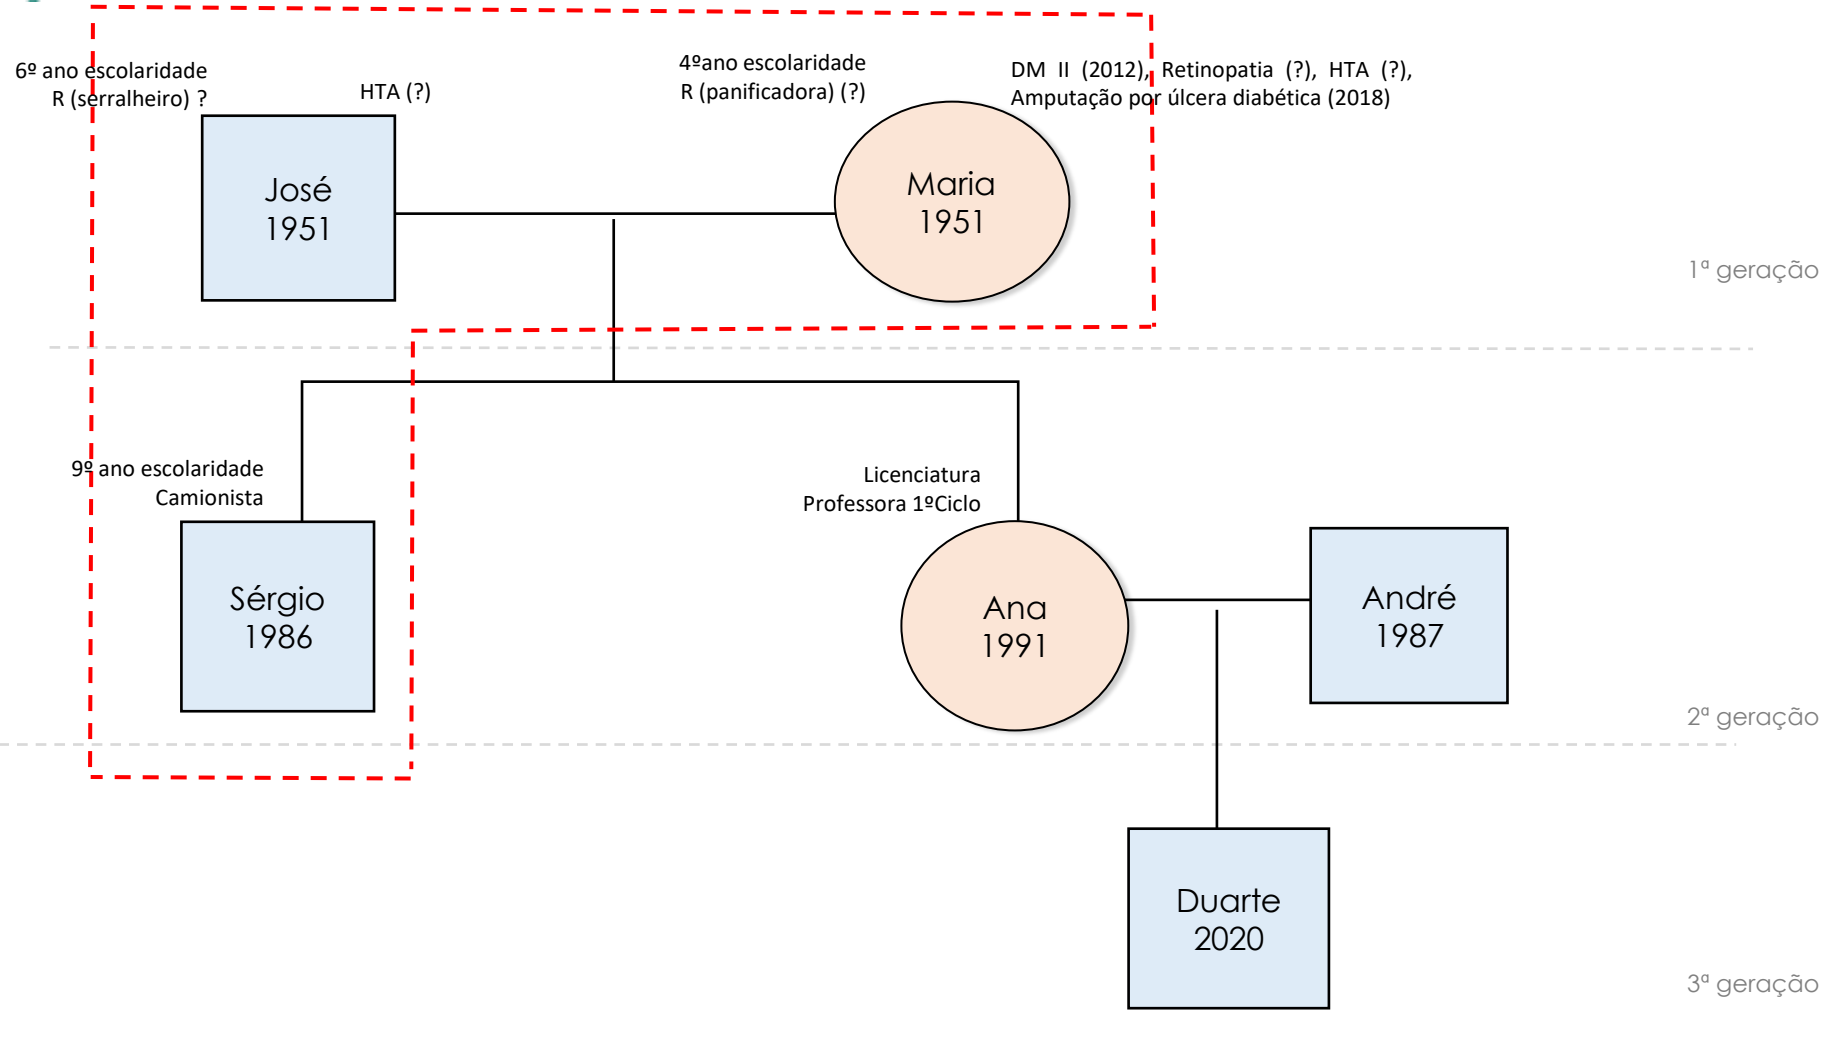 6º ano escolaridade
R (serralheiro) ?
HTA (?)
4ºano escolaridade
R (panificadora) (?)
DM II (2012), Retinopatia (?), HTA (?),
Amputação por úlcera diabética (2018)
José
1951
Maria
1951
1ª geração
9º ano escolaridade
Camionista
Licenciatura
Professora 1ºCiclo
Sérgio
1986
Ana
1991
André
1987
2ª geração
Duarte
2020
3ª geração